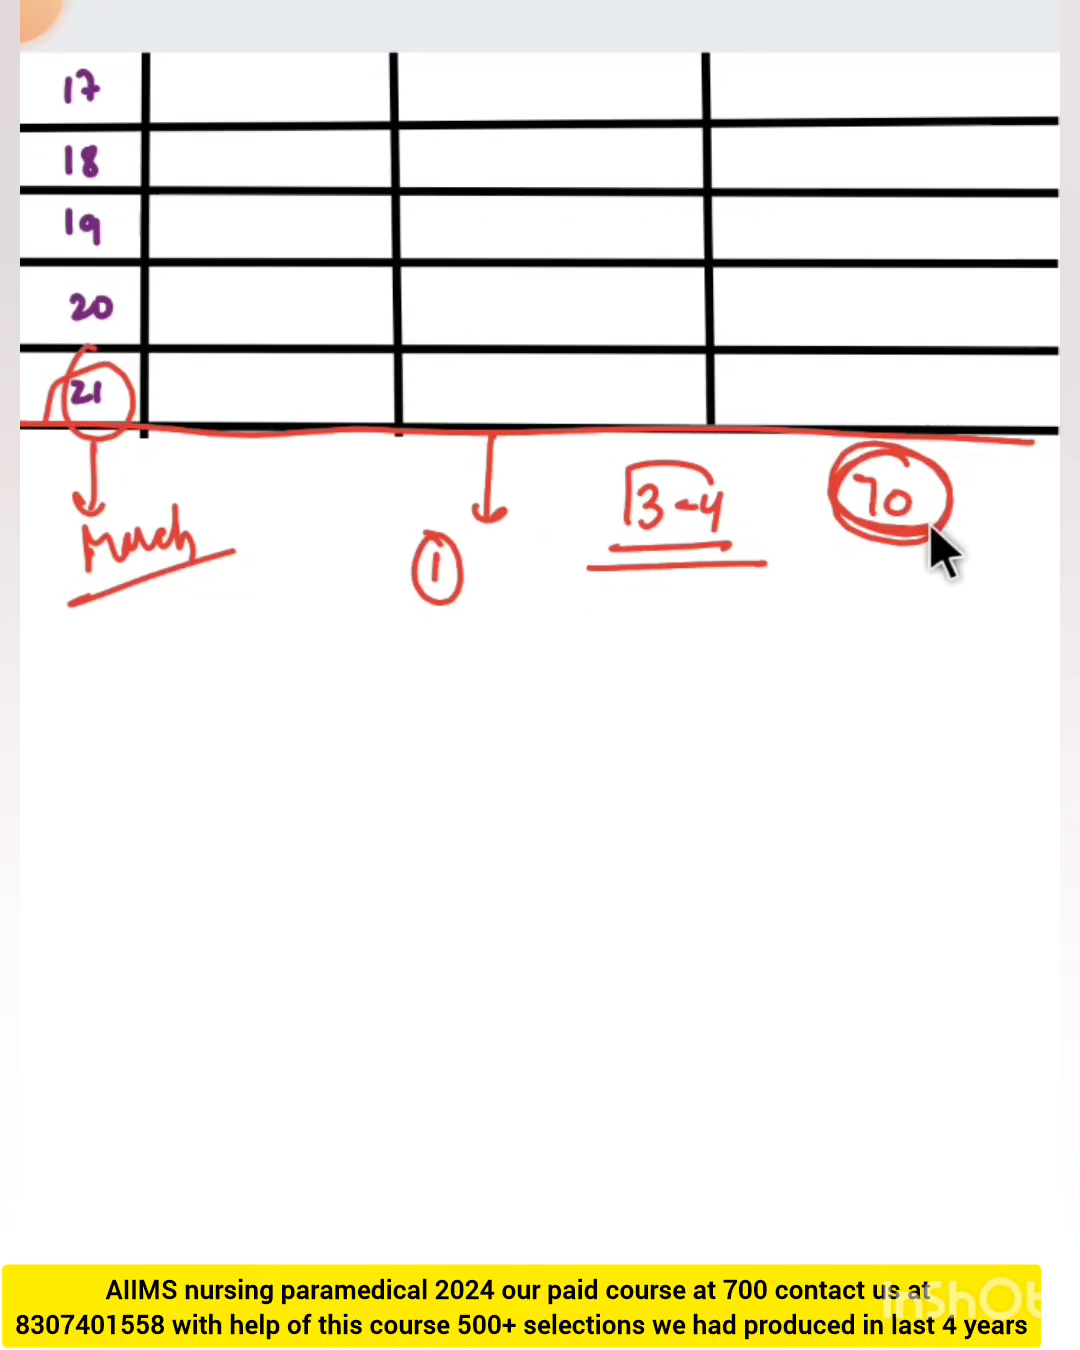 17
18
19
20
21
March
1
3-4
70
AIIMS nursing paramedical 2024 our paid course at 700 contact us at
8307401558 with help of this course 500+ selections we had produced in last 4 years
InShOt